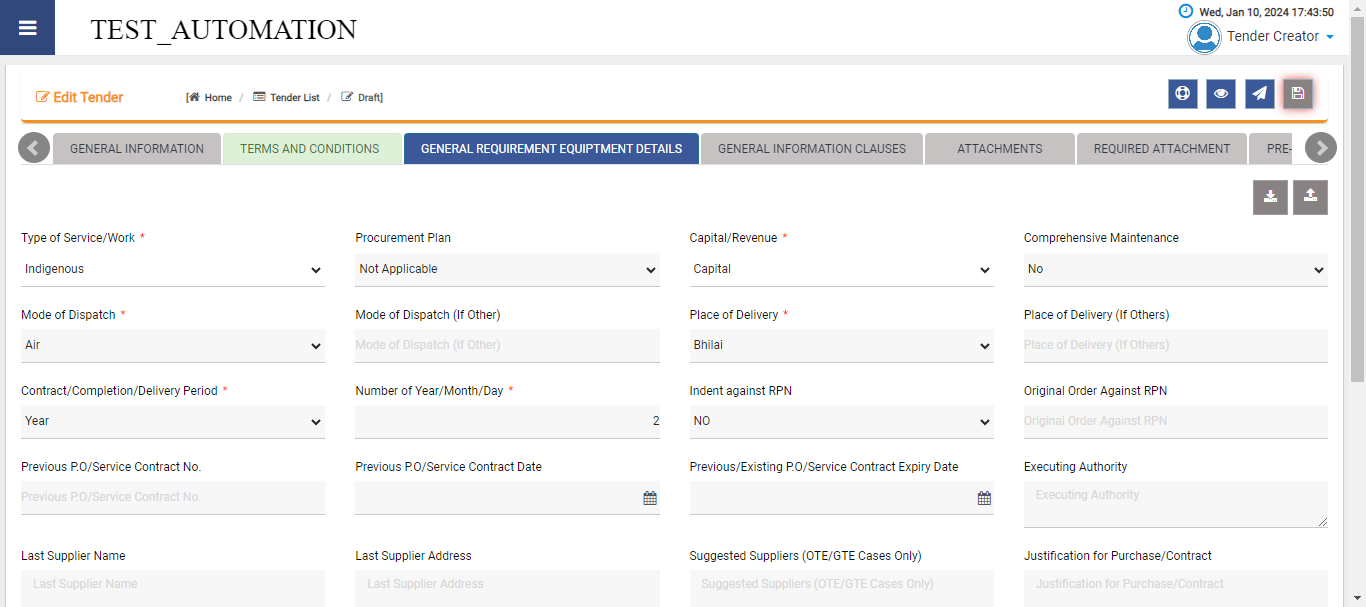 TEST_AUTOMATION
Wed, Jan 10, 2024 17:43:50
Tender Creator
Edit Tender
[ Home / Tender List / Draft]
GENERAL INFORMATION
TERMS AND CONDITIONS
GENERAL REQUIREMENT EQUIPTMENT DETAILS
GENERAL INFORMATION CLAUSES
ATTACHMENTS
REQUIRED ATTACHMENT
PRE-
Type of Service/Work *
Procurement Plan
Capital/Revenue *
Comprehensive Maintenance
Indigenous
Not Applicable
Capital
No
Mode of Dispatch *
Mode of Dispatch (If Other)
Place of Delivery *
Place of Delivery (If Others)
Air
Mode of Dispatch (If Other)
Bhilai
Place of Delivery (If Others)
Contract/Completion/Delivery Period *
Number of Year/Month/Day *
Indent against RPN
Original Order Against RPN
Year
2
NO
Original Order Against RPN
Previous P.O/Service Contract No.
Previous P.O/Service Contract Date
Previous/Existing P.O/Service Contract Expiry Date
Executing Authority
Previous P.O/Service Contract No.
Executing Authority
Last Supplier Name
Last Supplier Address
Suggested Suppliers (OTE/GTE Cases Only)
Justification for Purchase/Contract
Last Supplier Name
Last Supplier Address
Suggested Suppliers (OTE/GTE Cases Only)
Justification for Purchase/Contract